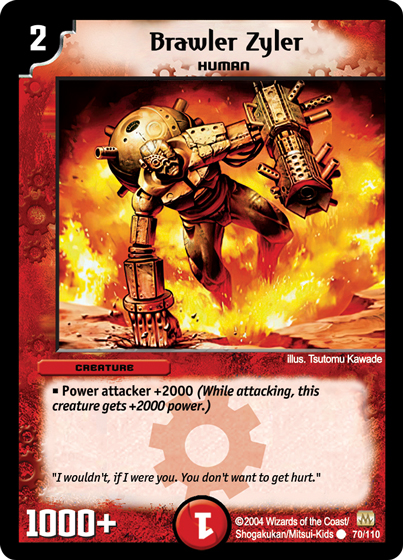 2
Brawler Zyler
HUMAN
illus. Tsutomu Kawade
CREATURE
▪ Power attacker +2000 (While attacking, this
creature gets +2000 power.)
"I wouldn't, if I were you. You don't want to get hurt."
1000+
1
©2004 Wizards of the Coast/
Shogakukan/Mitsui-Kids ● 70/110